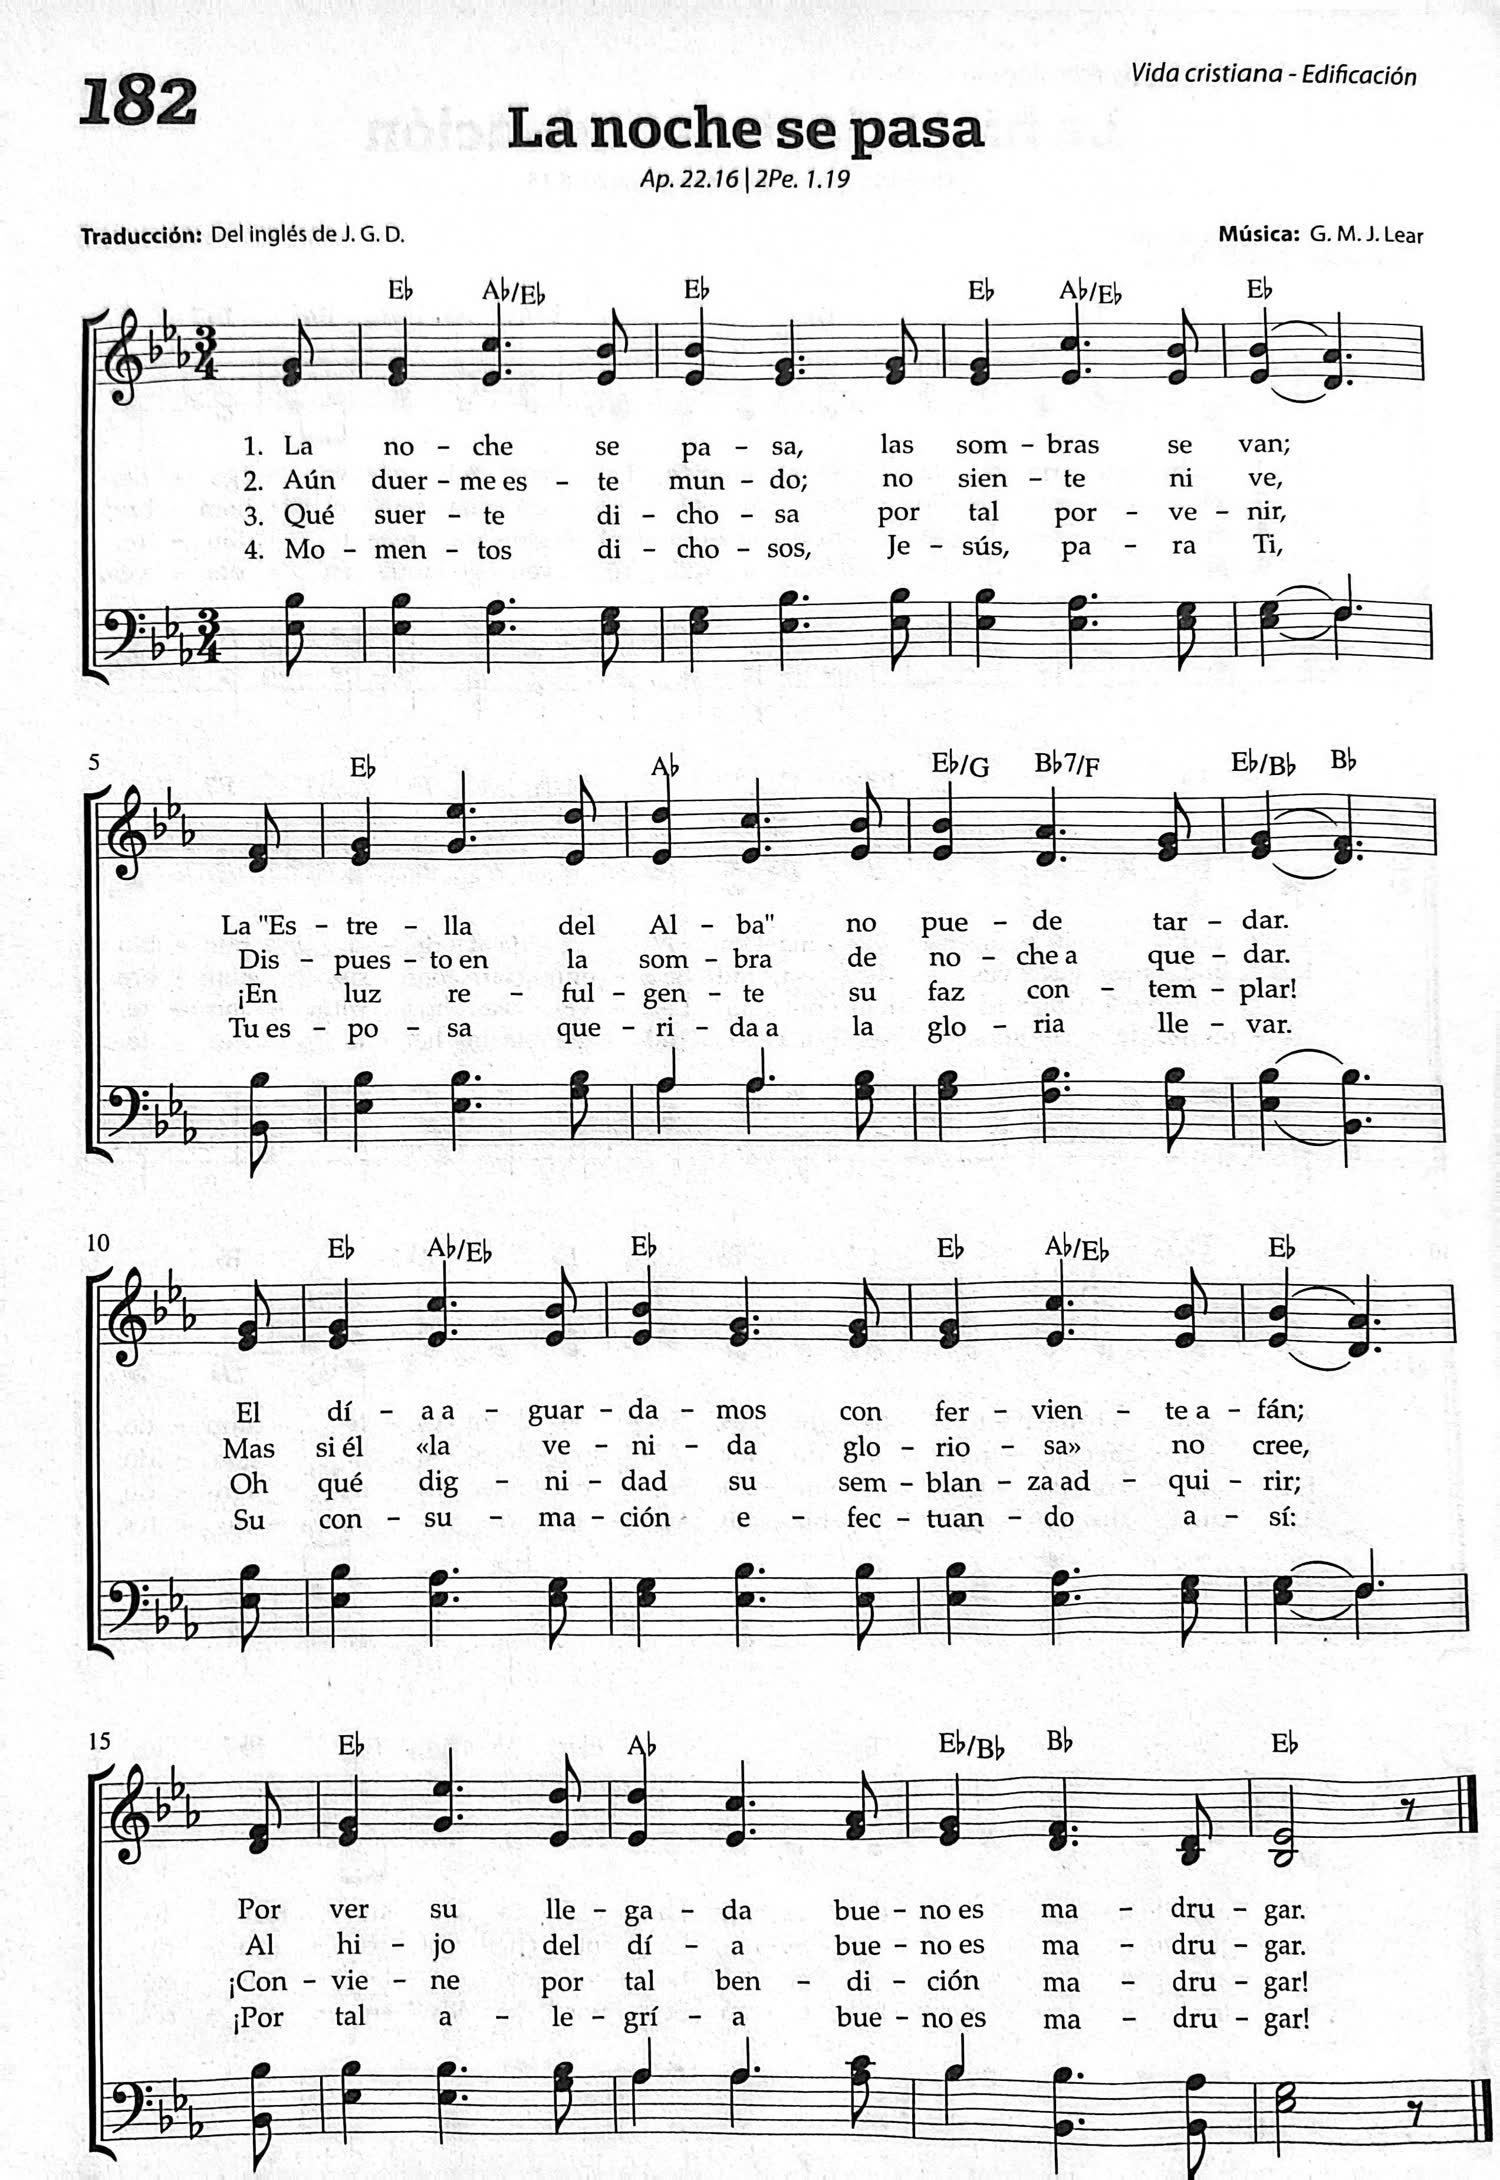 182
Vida cristiana - Edificación
La noche se pasa
Ap. 22.16 | 2Pe. 1.19
Traducción: Del inglés de J. G. D.
Música: G. M. J. Lear
E♭ A♭/E♭ E♭ E♭ A♭/E♭ E♭
3/4
1. La no – che se pa – sa, las som – bras se van;
2. Aún duer – me es – te mun – do; no sien – te ni ve,
3. Qué suer – te di – cho – sa por tal por – ve – nir,
4. Mo – men – tos di – cho – sos, Je – sús, pa – ra Ti,
3/4
5
E♭ A♭ E♭/G B♭7/F E♭/B♭ B♭
La "Es – tre – lla del Al – ba" no pue – de tar – dar.
Dis – pues – to en la som – bra de no – che a que – dar.
¡En luz re – ful – gen – te su faz con – tem – plar!
Tu es – po – sa que – ri – da a la glo – ria lle – var.
10
E♭ A♭/E♭ E♭ E♭ A♭/E♭ E♭
El dí – a a – guar – da – mos con fer – vien – te a – fán;
Mas si él «la ve – ni – da glo – rio – sa» no cree,
Oh qué dig – ni – dad su sem – blan – za ad – qui – rir;
Su con – su – ma – ción e – fec – tuan – do a – sí:
15
E♭ A♭ E♭/B♭ B♭ E♭
Por ver su lle – ga – da bue – no es ma – dru – gar.
Al hi – jo del dí – a bue – no es ma – dru – gar.
¡Con – vie – ne por tal ben – di – ción ma – dru – gar!
¡Por tal a – le – grí – a bue – no es ma – dru – gar!